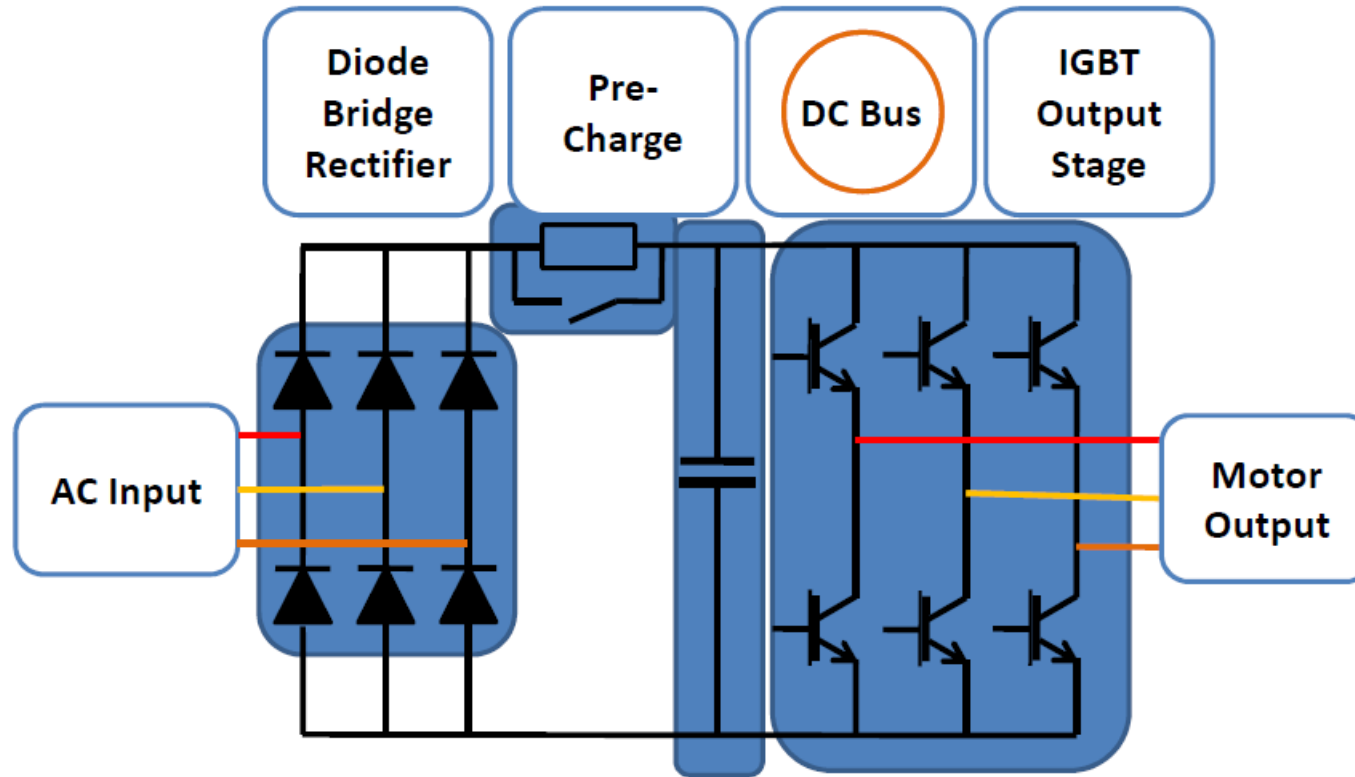 Diode
Bridge
Rectifier
Pre-
Charge
DC Bus
IGBT
Output
Stage
AC Input
Motor
Output